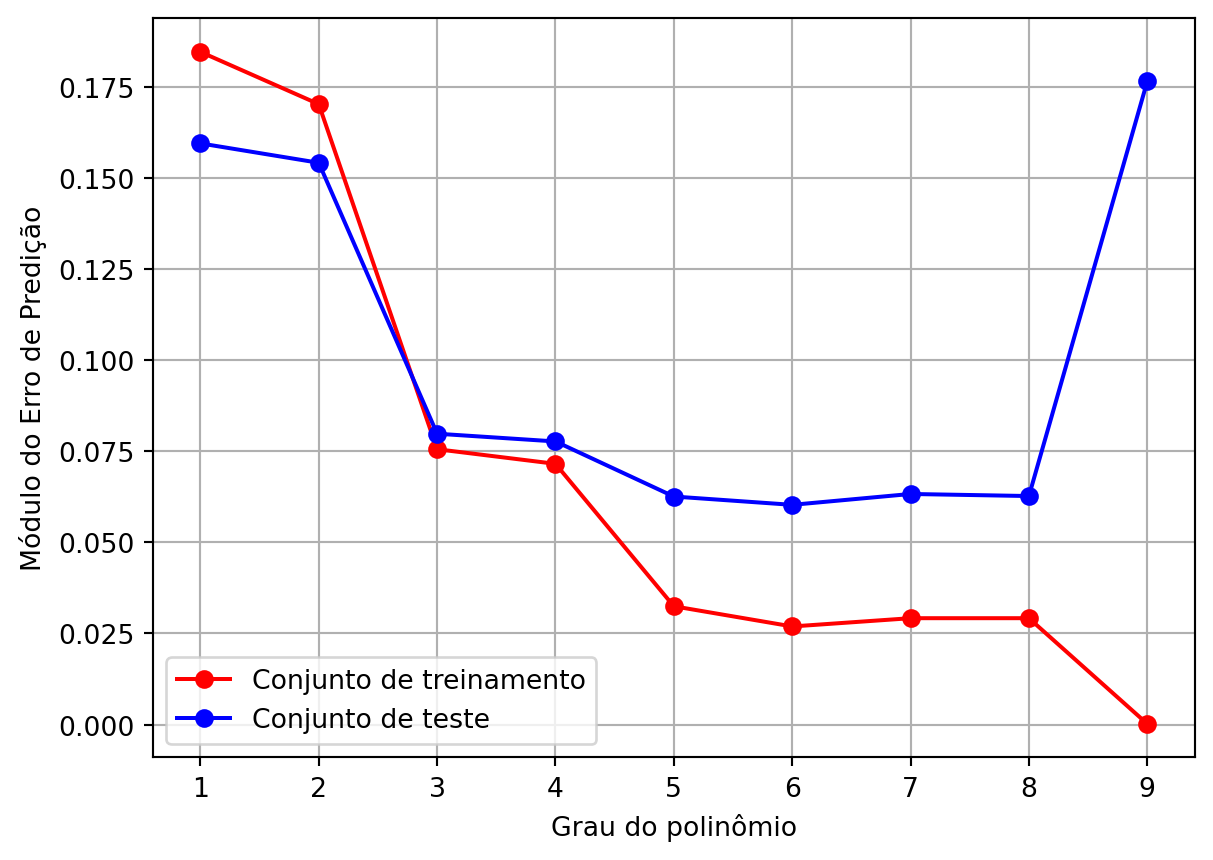 0.175
0.150
0.125
0.100
0.075
0.050
0.025
0.000
Módulo do Erro de Predição
Conjunto de treinamento
Conjunto de teste
1 2 3 4 5 6 7 8 9
Grau do polinômio